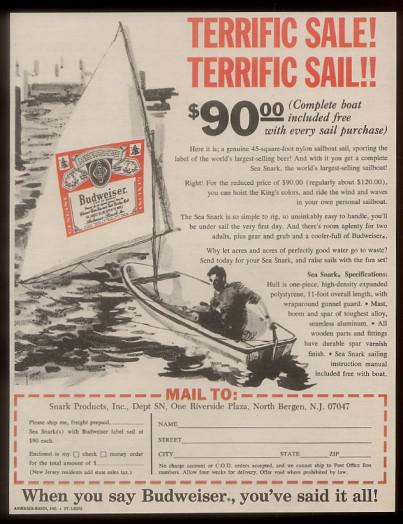 TERRIFIC SALE!
TERRIFIC SAIL!!
$90.00 (Complete boat
included free
with every sail purchase)
Here it is; a genuine 45-square-foot nylon sailboat sail, sporting the
label of the world's largest-selling beer! And with it you get a complete
Sea Snark, the world's largest-selling sailboat!
Right! For the reduced price of $90.00 (regularly about $120.00),
you can hoist the King's colors, and ride the wind and waves
in your own personal sailboat.
The Sea Snark is so simple to rig, so unsinkably easy to handle, you'll
be under sail the very first day. And there's room aplenty for two
adults, plus gear and grub and a cooler-full of Budweiser®.
Why let acres and acres of perfectly good water go to waste?
Send today for your Sea Snark, and raise sails with the fun set!
Sea Snark® Specifications:
Hull is one-piece, high-density expanded
polystyrene, 11-foot overall length, with
wraparound gunnel guard. • Mast,
boom and spar of toughest alloy,
seamless aluminum. • All
wooden parts and fittings
have durable spar varnish
finish. • Sea Snark sailing
instruction manual
included free with boat.
GENUINE
Budweiser
MAIL TO:
Snark Products, Inc., Dept SN, One Riverside Plaza, North Bergen, N.J. 07047
Please ship me, freight prepaid,
Sea Snark(s) with Budweiser label sail at
$90 each.
Enclosed is my □ check □ money order
for the total amount of $
(New Jersey residents add state sales tax.)
NAME
STREET
CITY STATE ZIP
No charge account or C.O.D. orders accepted, and we cannot ship to Post Office Box
numbers. Allow four weeks for delivery. Offer void where prohibited by law.
When you say Budweiser®, you've said it all!
ANHEUSER-BUSCH, INC. • ST. LOUIS